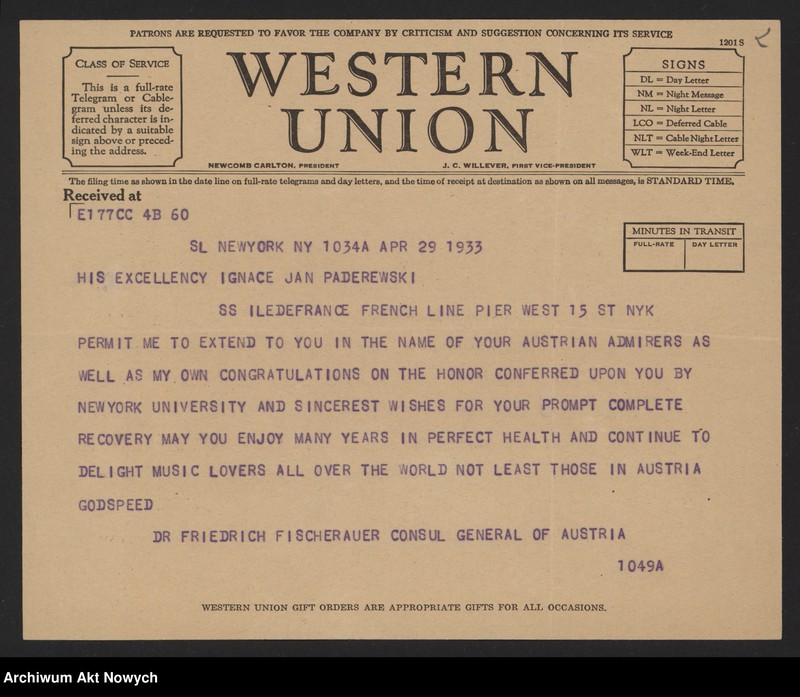 PATRONS ARE REQUESTED TO FAVOR THE COMPANY BY CRITICISM AND SUGGESTION CONCERNING ITS SERVICE
1201 S
CLASS OF SERVICE
This is a full-rate
Telegram or Cable-
gram unless its de-
ferred character is in-
dicated by a suitable
sign above or preced-
ing the address.
WESTERN
UNION
NEWCOMB CARLTON, PRESIDENT
J. C. WILLEVER, FIRST VICE-PRESIDENT
SIGNS
DL = Day Letter
NM = Night Message
NL = Night Letter
LCO = Deferred Cable
NLT = Cable Night Letter
WLT = Week-End Letter
The filing time as shown in the date line on full-rate telegrams and day letters, and the time of receipt at destination as shown on all messages, is STANDARD TIME.
Received at
E177CC 4B 60
MINUTES IN TRANSIT
FULL-RATE DAY LETTER
SL NEWYORK NY 1034A APR 29 1933
HIS EXCELLENCY IGNACE JAN PADEREWSKI
SS ILEDEFRANCE FRENCH LINE PIER WEST 15 ST NYK
PERMIT ME TO EXTEND TO YOU IN THE NAME OF YOUR AUSTRIAN ADMIRERS AS
WELL AS MY OWN CONGRATULATIONS ON THE HONOR CONFERRED UPON YOU BY
NEWYORK UNIVERSITY AND SINCEREST WISHES FOR YOUR PROMPT COMPLETE
RECOVERY MAY YOU ENJOY MANY YEARS IN PERFECT HEALTH AND CONTINUE TO
DELIGHT MUSIC LOVERS ALL OVER THE WORLD NOT LEAST THOSE IN AUSTRIA
GODSPEED
DR FRIEDRICH FISCHERAUER CONSUL GENERAL OF AUSTRIA
1049A
WESTERN UNION GIFT ORDERS ARE APPROPRIATE GIFTS FOR ALL OCCASIONS.
Archiwum Akt Nowych